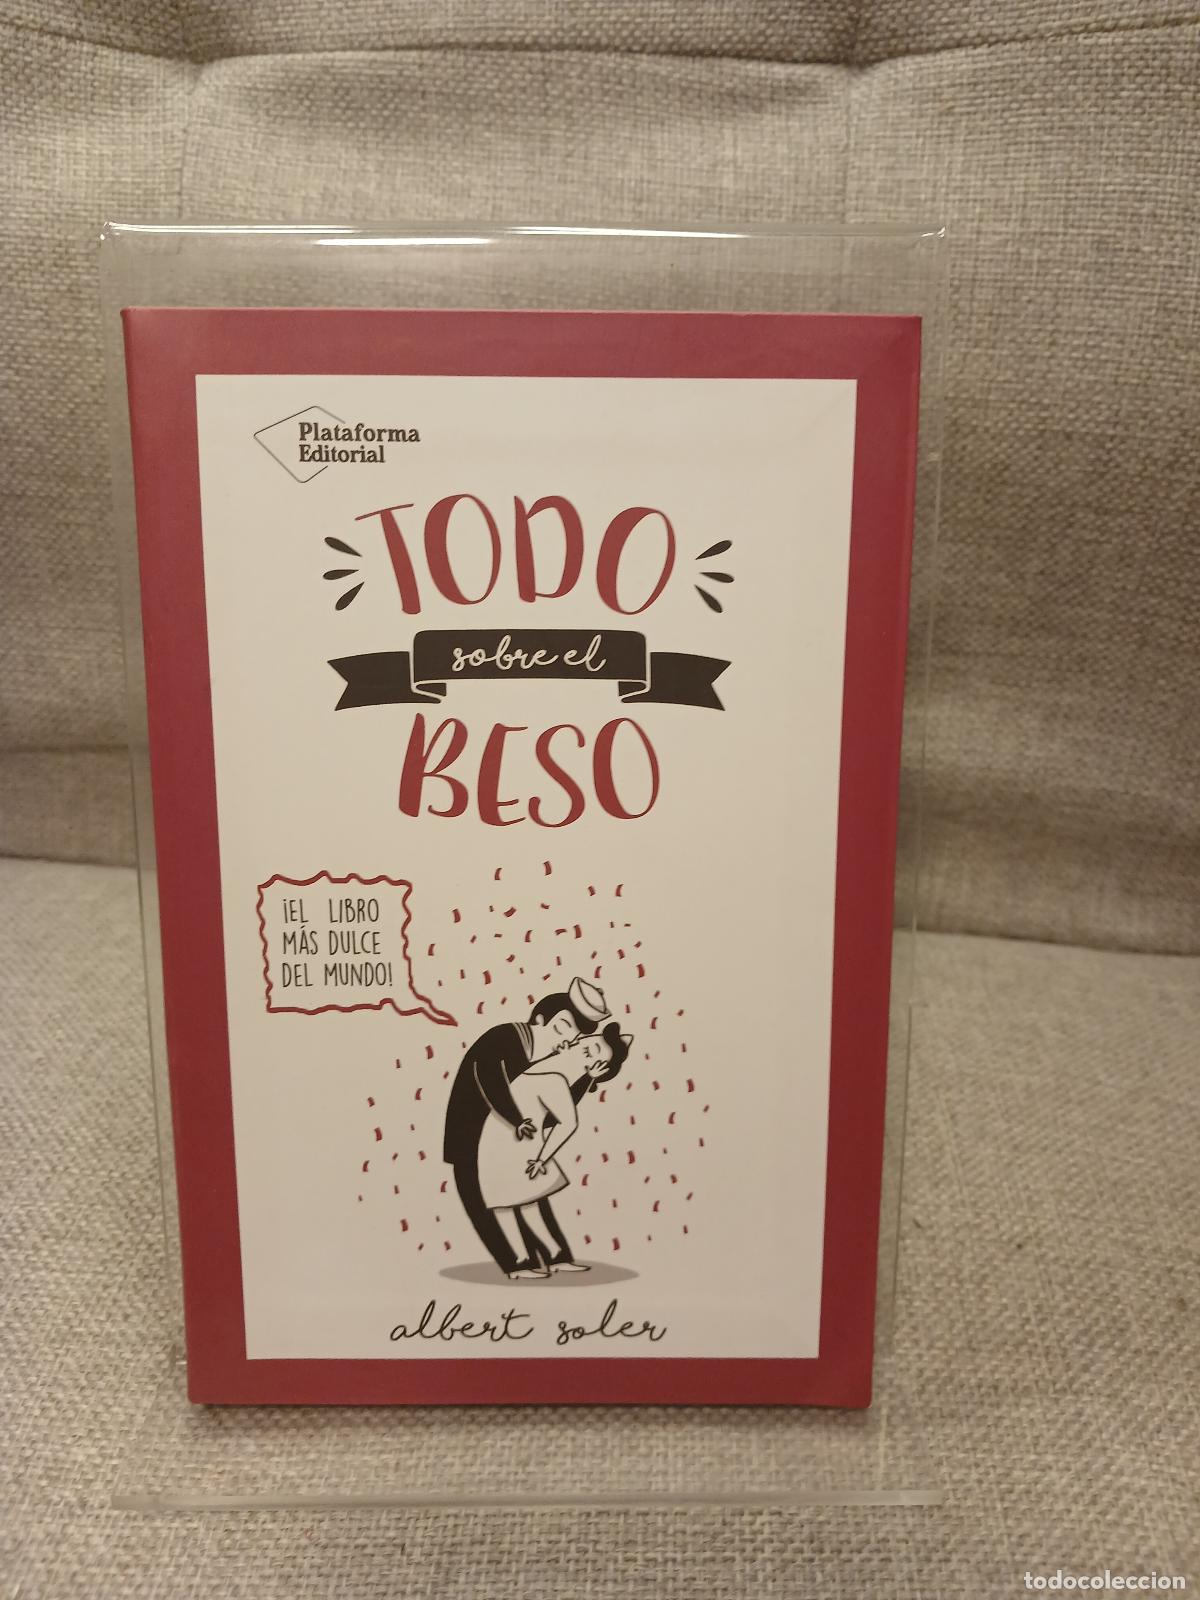 Plataforma
Editorial
TODO
sobre el
BESO
¡EL LIBRO
MÁS DULCE
DEL MUNDO!
albert soler
todocoleccion